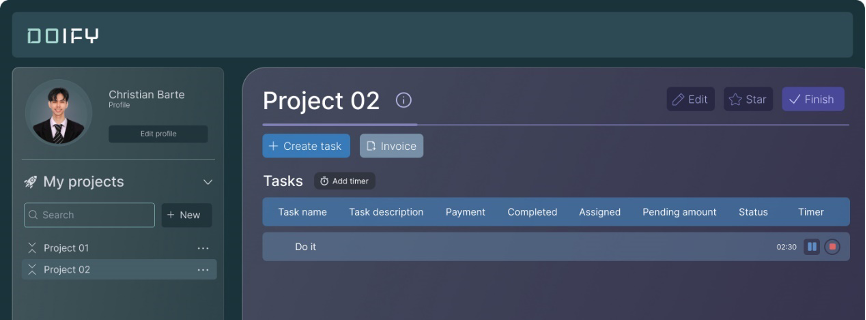 DOIFY
Christian Barte
Profile
Edit profile
My projects
Search
+ New
Project 01
Project 02
Project 02
Edit
Star
Finish
+ Create task
Invoice
Tasks
Add timer
Task name Task description Payment Completed Assigned Pending amount Status Timer
Do it 02:30